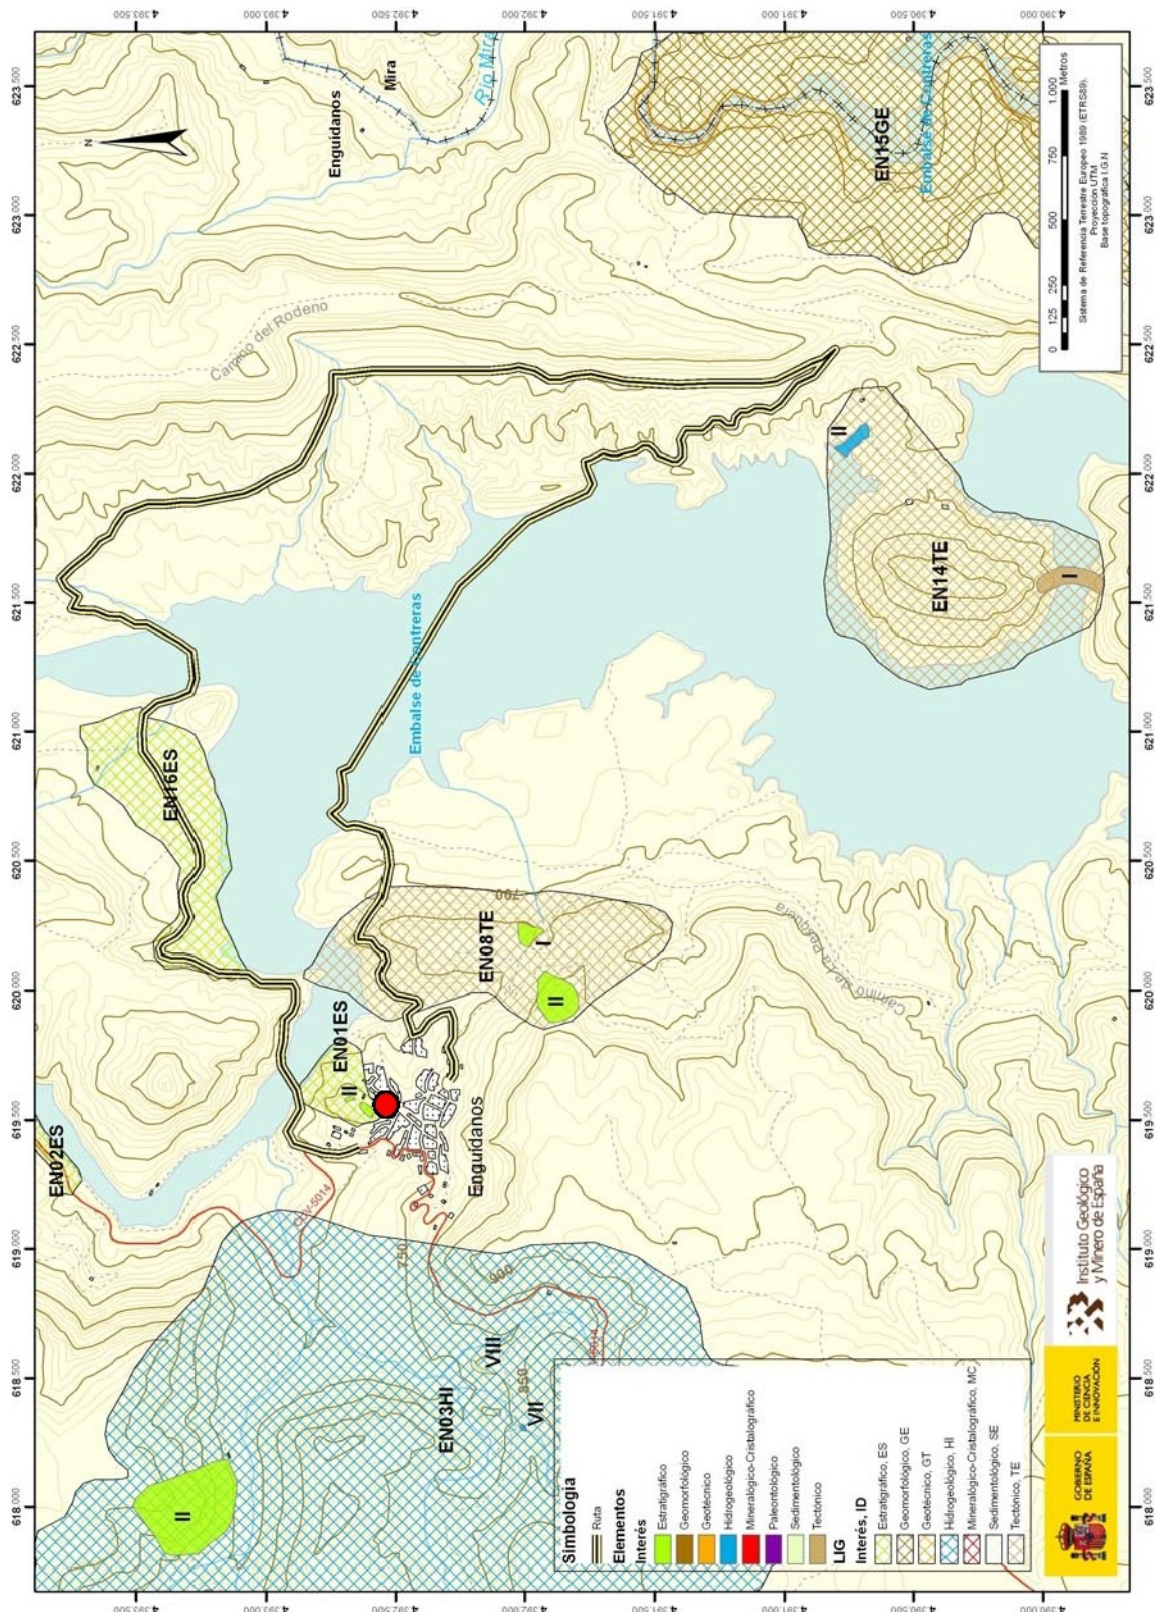 618.000
618.500
619.000
619.500
620.000
620.500
621.000
621.500
622.000
622.500
623.000
623.500
4.393.500
4.393.000
4.392.500
4.392.000
4.391.500
4.391.000
4.390.500
4.390.000
EN02ES
EN16ES
EN01ES
II
II
EN03HI
VIII
VII
EN08TE
I
II
EN14TE
II
I
EN15GE
Enguídanos
Enguídanos
Mira
Río Mira
Camino del Rodeno
Embalse de Contreras
Embalse de Contreras
Camino de La Pesquera
CUV-5014
750
900
850
700
N
Simbología
Ruta
Elementos
Interés
Estratigráfico
Geomorfológico
Geotécnico
Hidrogeológico
Mineralógico-Cristalográfico
Paleontológico
Sedimentológico
Tectónico
LIG
Interés, ID
Estratigráfico, ES
Geomorfológico, GE
Geotécnico, GT
Hidrogeológico, HI
Mineralógico-Cristalográfico, MC
Sedimentológico, SE
Tectónico, TE
GOBIERNO
DE ESPAÑA
MINISTERIO
DE CIENCIA
E INNOVACIÓN
Instituto Geológico
y Minero de España
0 125 250 500 750 1.000
Metros
Sistema de Referencia Terrestre Europeo 1989 (ETRS89).
Proyección UTM
Base topográfica I.G.N